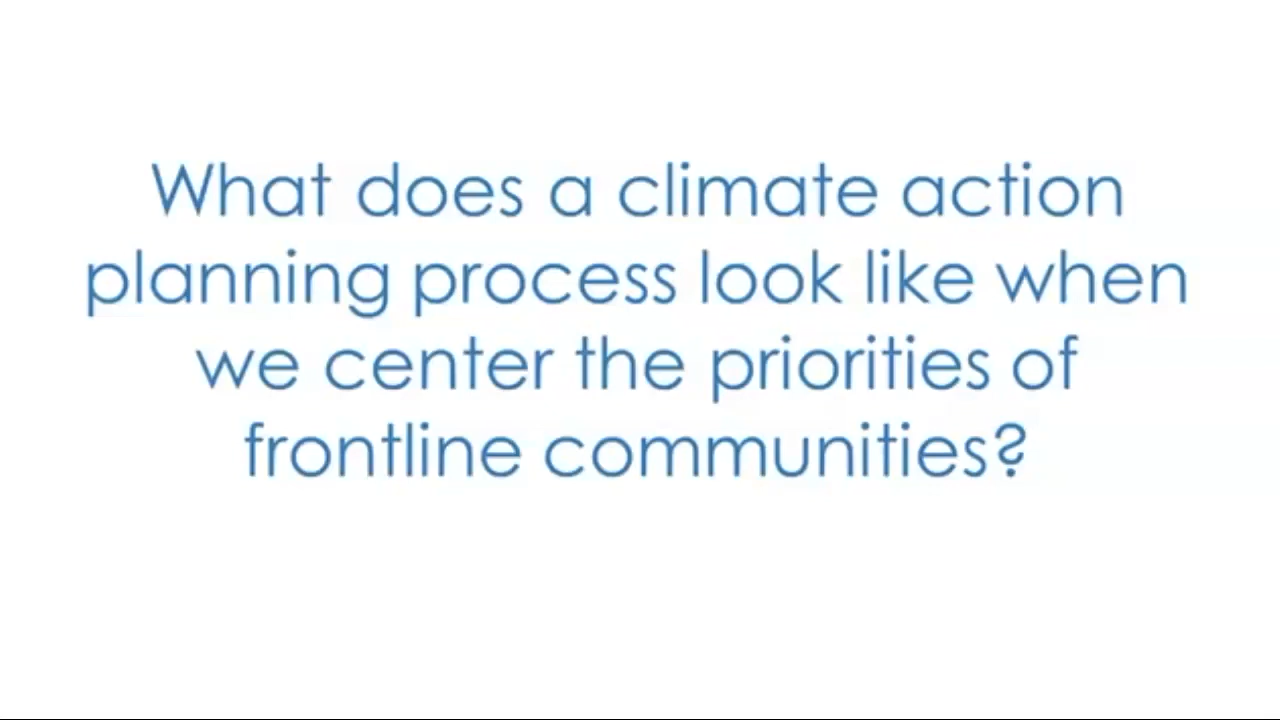 What does a climate action
planning process look like when
we center the priorities of
frontline communities?